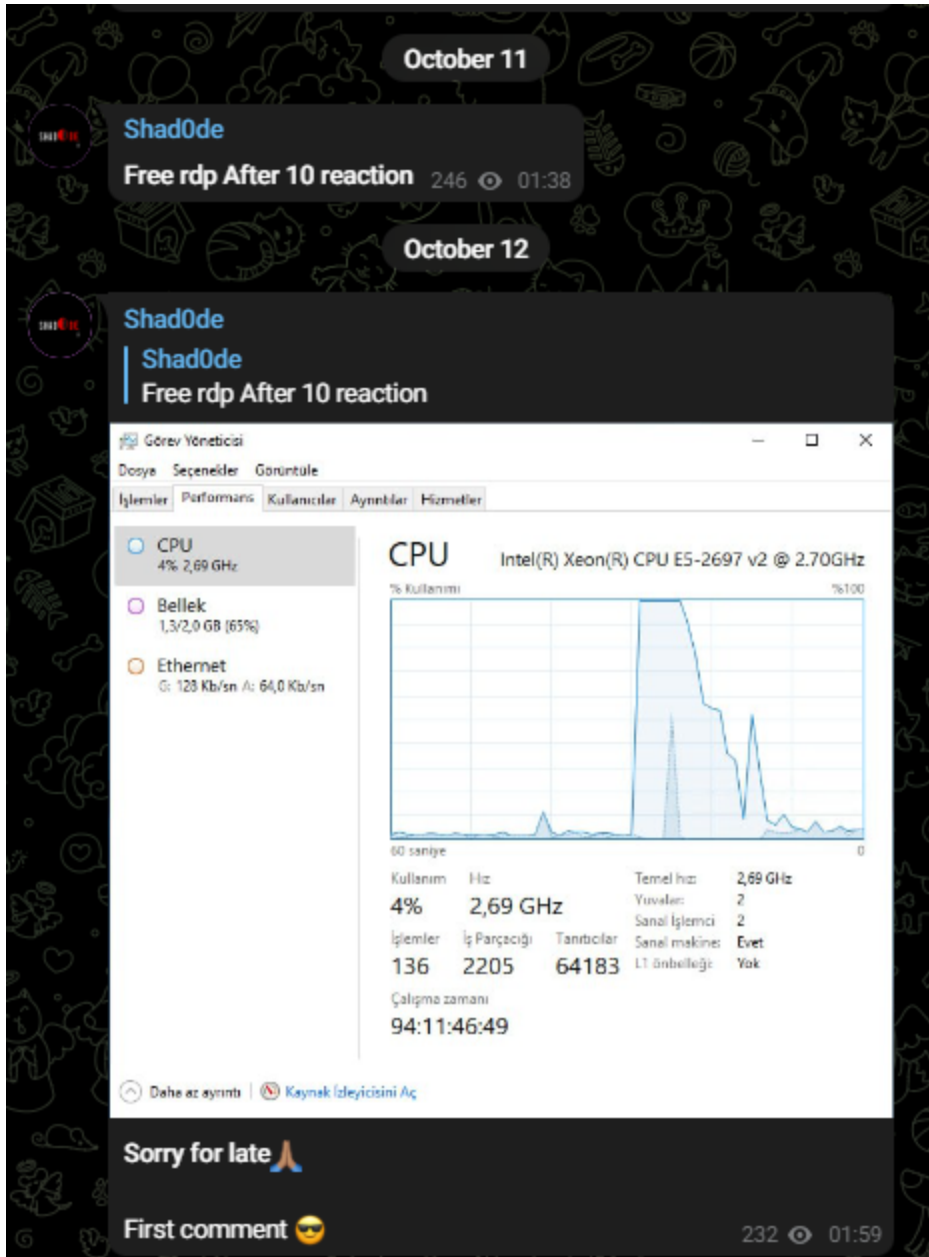 October 11
Shad0de
Free rdp After 10 reaction 246 01:38
October 12
Shad0de
Shad0de
Free rdp After 10 reaction
Görev Yöneticisi
Dosya Seçenekler Görüntüle
İşlemler Performans Kullanıcılar Ayrıntılar Hizmetler
CPU
4% 2,69 GHz
Bellek
1,3/2,0 GB (65%)
Ethernet
G: 128 Kb/sn A: 64,0 Kb/sn
CPU Intel(R) Xeon(R) CPU E5-2697 v2 @ 2.70GHz
% Kullanımı %100
60 saniye 0
Kullanım Hız
4% 2,69 GHz
İşlemler İş Parçacığı Tanıtıcılar
136 2205 64183
Çalışma zamanı
94:11:46:49
Temel hızı: 2,69 GHz
Yuvalar: 2
Sanal İşlemci 2
Sanal makine: Evet
L1 önbelleği: Yok
Daha az ayrıntı Kaynak İzleyicisini Aç
Sorry for late🙏🏽
First comment 😎 232 01:59